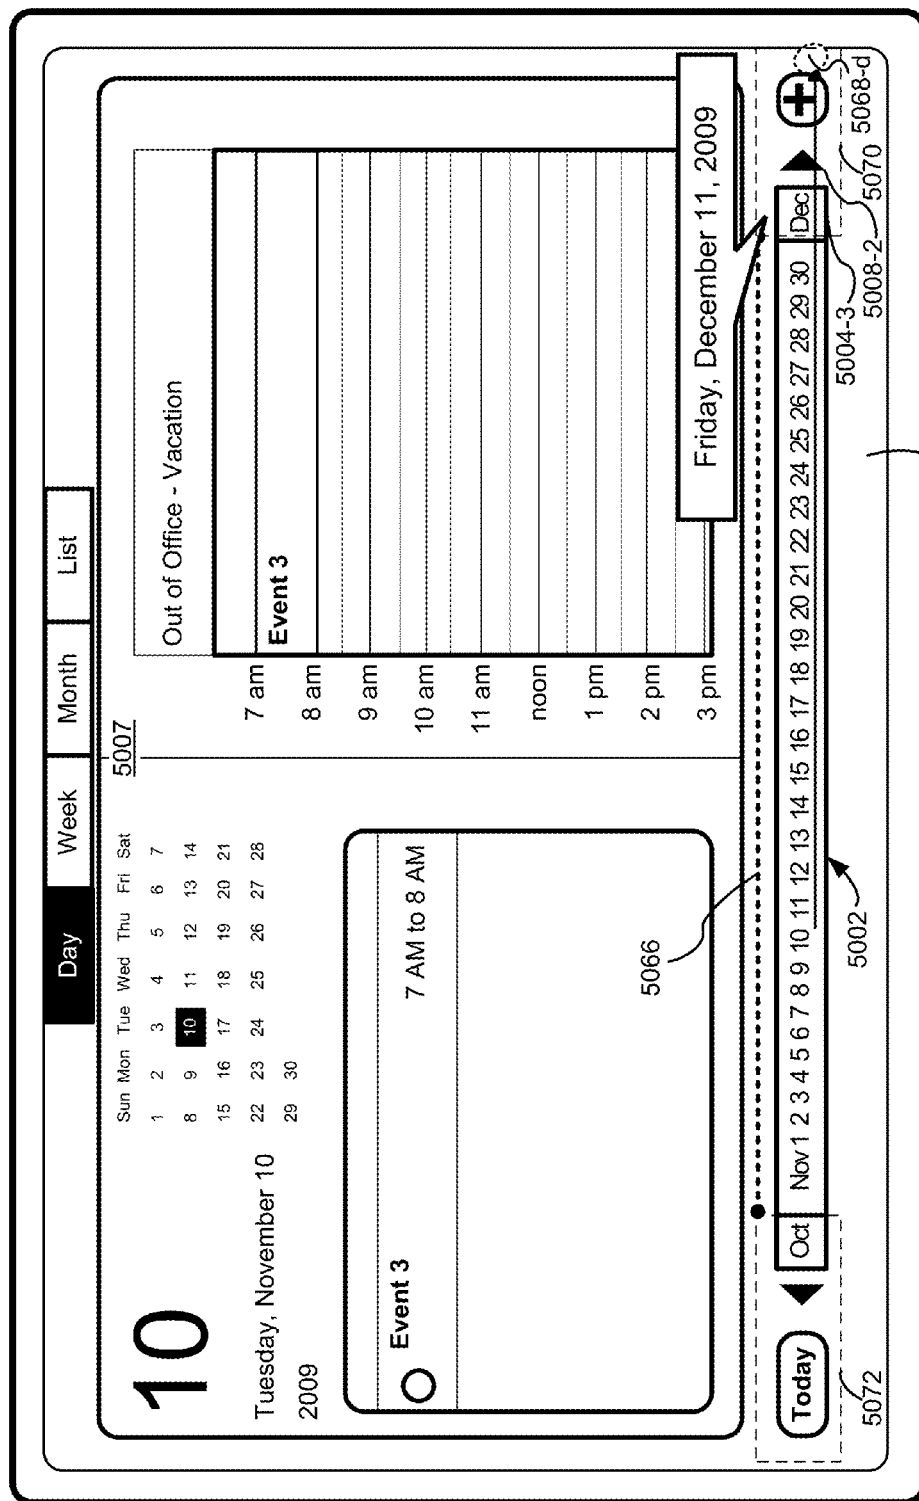 Day Week Month List
10
Tuesday, November 10
2009
Sun Mon Tue Wed Thu Fri Sat
1 2 3 4 5 6 7
8 9 10 11 12 13 14
15 16 17 18 19 20 21
22 23 24 25 26 27 28
29 30
5007
Event 3 7 AM to 8 AM
Out of Office - Vacation
7 am
Event 3
8 am
9 am
10 am
11 am
noon
1 pm
2 pm
3 pm
5066
Friday, December 11, 2009
Today
Oct Nov 1 2 3 4 5 6 7 8 9 10 11 12 13 14 15 16 17 18 19 20 21 22 23 24 25 26 27 28 29 30 Dec
+
5072
5002
5004-3
5008-2
5070
5068-d